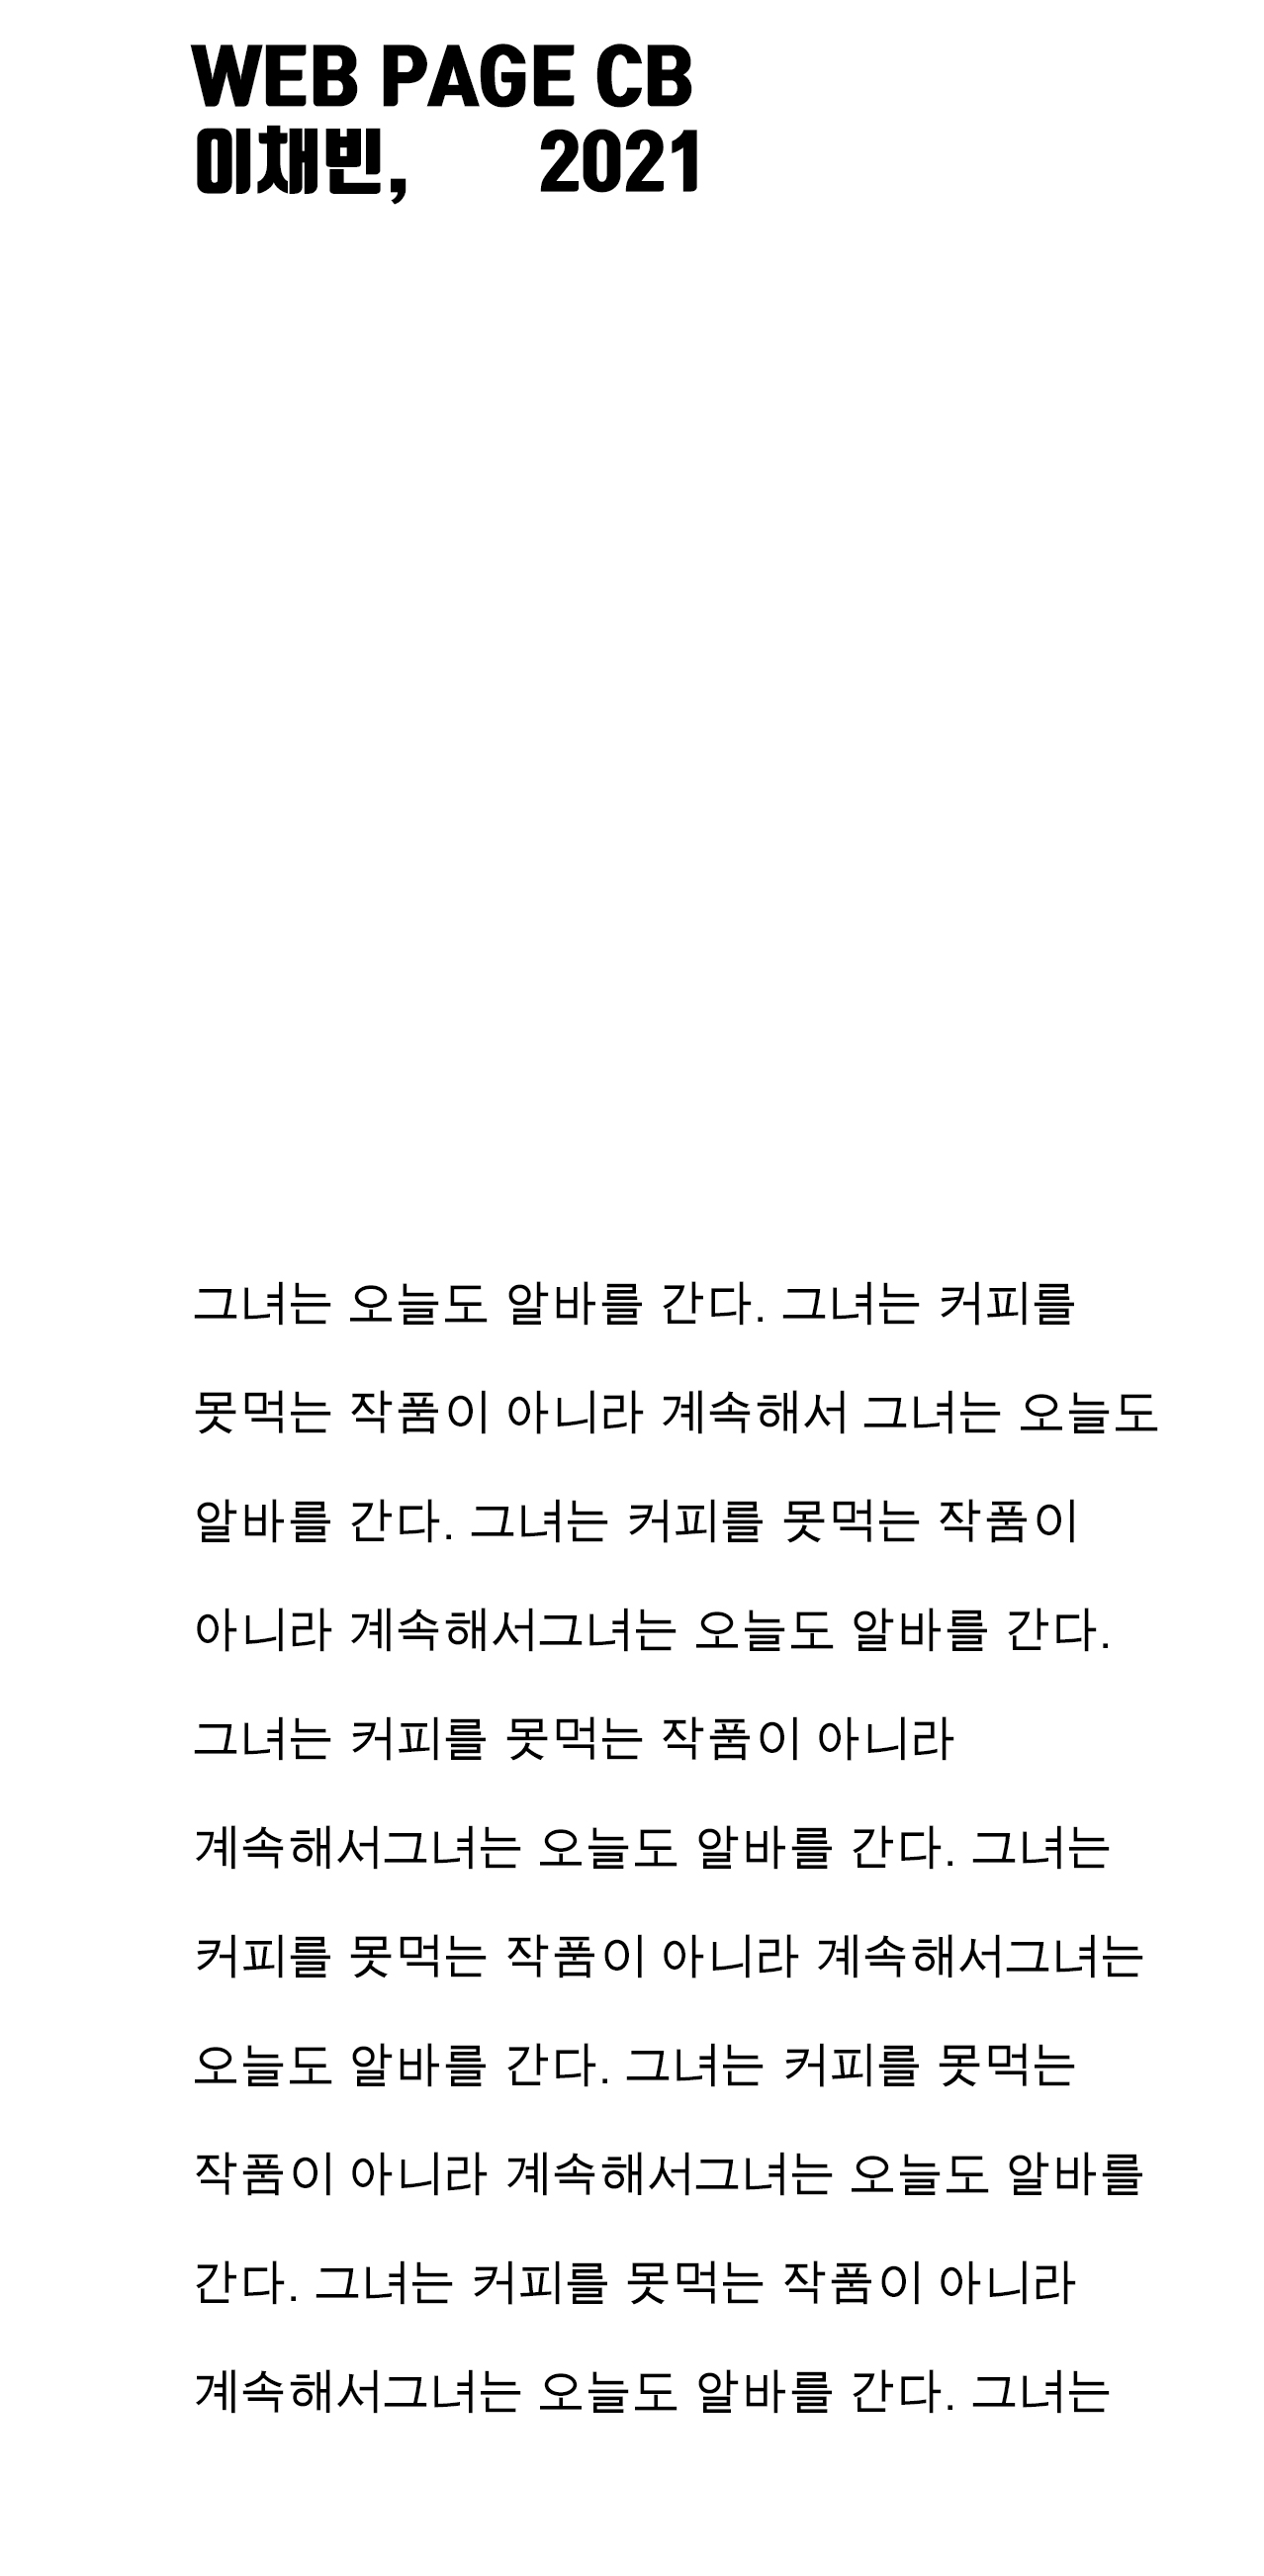 WEB PAGE CB
이채빈, 2021
그녀는 오늘도 알바를 간다. 그녀는 커피를
못먹는 작품이 아니라 계속해서 그녀는 오늘도
알바를 간다. 그녀는 커피를 못먹는 작품이
아니라 계속해서그녀는 오늘도 알바를 간다.
그녀는 커피를 못먹는 작품이 아니라
계속해서그녀는 오늘도 알바를 간다. 그녀는
커피를 못먹는 작품이 아니라 계속해서그녀는
오늘도 알바를 간다. 그녀는 커피를 못먹는
작품이 아니라 계속해서그녀는 오늘도 알바를
간다. 그녀는 커피를 못먹는 작품이 아니라
계속해서그녀는 오늘도 알바를 간다. 그녀는